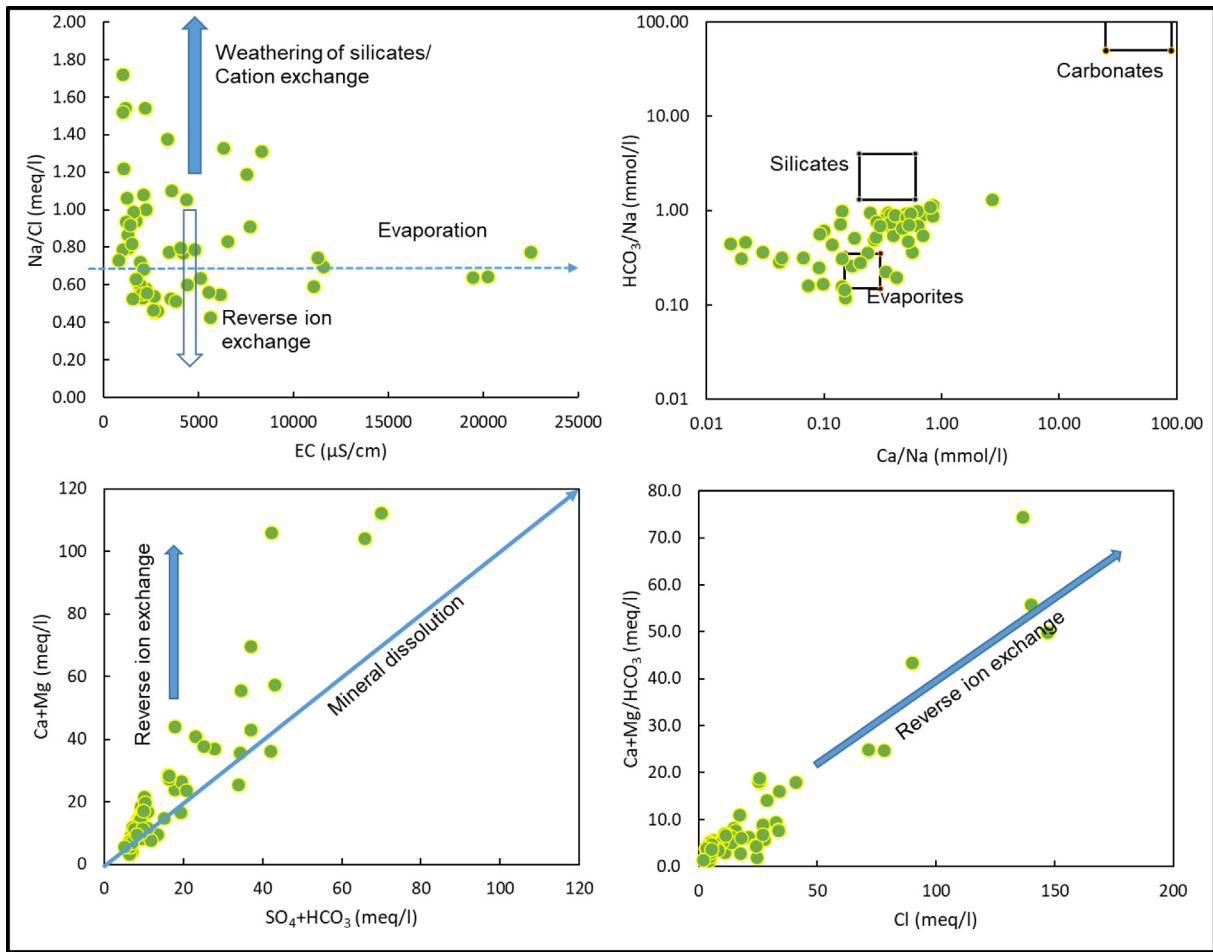 2.00
1.80
1.60
1.40
1.20
1.00
0.80
0.60
0.40
0.20
0.00
Na/Cl (meq/l)
Weathering of silicates/
Cation exchange
Evaporation
Reverse ion
exchange
0
5000
10000
15000
20000
25000
EC (µS/cm)
100.00
10.00
1.00
0.10
0.01
HCO₃/Na (mmol/l)
Carbonates
Silicates
Evaporites
0.01
0.10
1.00
10.00
100.00
Ca/Na (mmol/l)
120
100
80
60
40
20
0
Ca+Mg (meq/l)
Reverse ion exchange
Mineral dissolution
0
20
40
60
80
100
120
SO₄+HCO₃ (meq/l)
80.0
70.0
60.0
50.0
40.0
30.0
20.0
10.0
0.0
Ca+Mg/HCO₃ (meq/l)
Reverse ion exchange
0
50
100
150
200
Cl (meq/l)